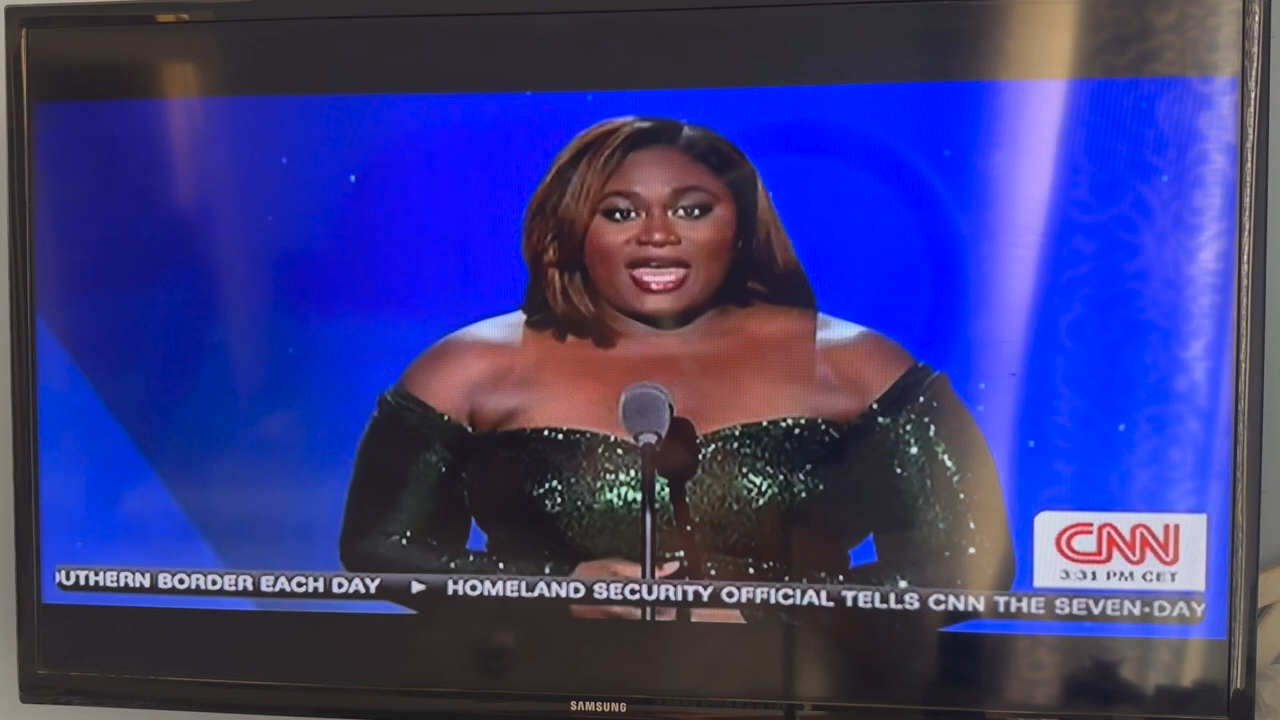 CNN
3:31 PM CET
UTHERN BORDER EACH DAY ► HOMELAND SECURITY OFFICIAL TELLS CNN THE SEVEN-DAY
SAMSUNG